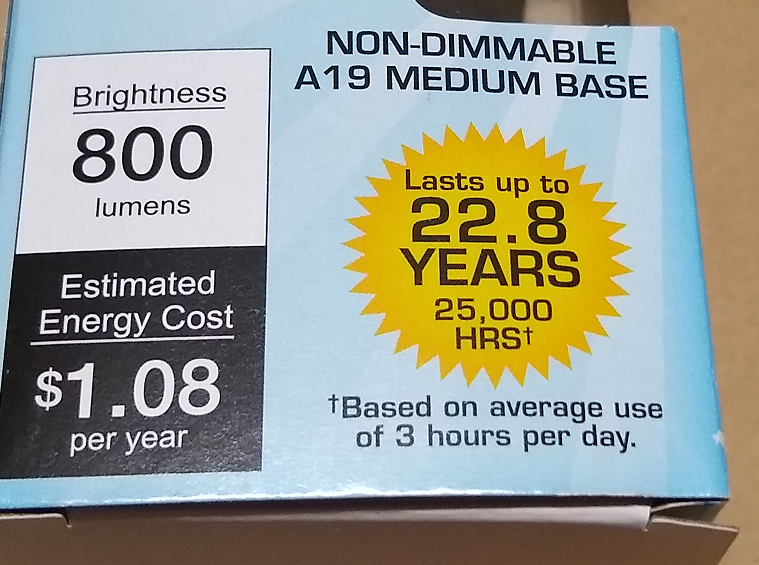 NON-DIMMABLE
A19 MEDIUM BASE
Brightness
800
lumens
Estimated
Energy Cost
$1.08
per year
Lasts up to
22.8
YEARS
25,000
HRS†
†Based on average use
of 3 hours per day.